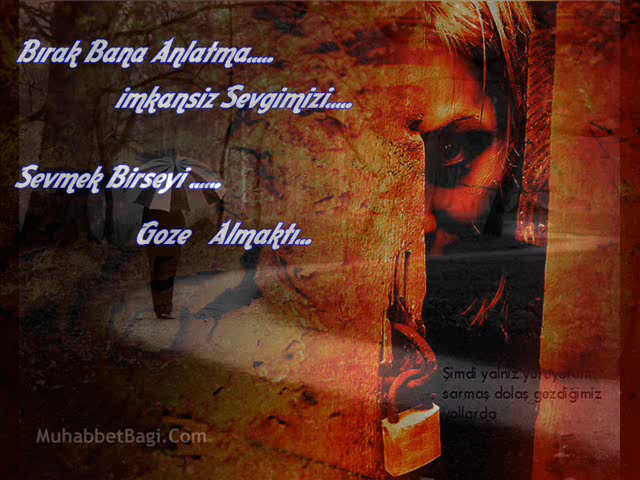 Bırak Bana Anlatma.....
imkansiz Sevgimizi.....
Sevmek Birseyi ......
Goze Almaktı...
Şimdi yalnız yürüyorum
sarmaş dolaş gezdiğimiz
yollarda
MuhabbetBagi.Com